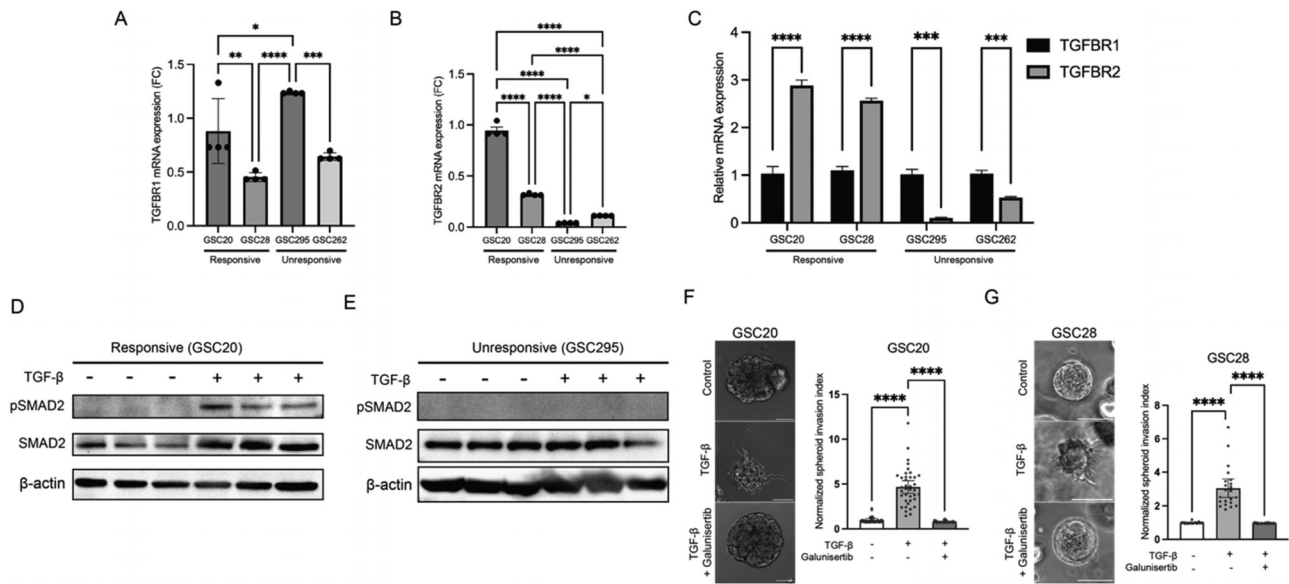 A
TGFBR1 mRNA expression (FC)
1.5
1.0
0.5
0.0
*
** **** ***
GSC20 GSC28 GSC295 GSC262
Responsive Unresponsive
B
TGFBR2 mRNA expression (FC)
1.5
1.0
0.5
0.0
****
****
****
**** **** *
GSC20 GSC28 GSC295 GSC262
Responsive Unresponsive
C
Relative mRNA expression
4
3
2
1
0
**** **** *** ***
TGFBR1
TGFBR2
GSC20 GSC28 GSC295 GSC262
Responsive Unresponsive
D
Responsive (GSC20)
TGF-β - - - + + +
pSMAD2
SMAD2
β-actin
E
Unresponsive (GSC295)
TGF-β - - - + + +
pSMAD2
SMAD2
β-actin
F
GSC20
Control
TGF-β
TGF-β
+ Galunisertib
GSC20
Normalized spheroid invasion index
15
10
5
0
****
****
TGF-β - + +
Galunisertib - - +
G
GSC28
Control
TGF-β
TGF-β
+ Galunisertib
GSC28
Normalized spheroid invasion index
8
6
4
2
0
****
****
TGF-β - + +
Galunisertib - - +